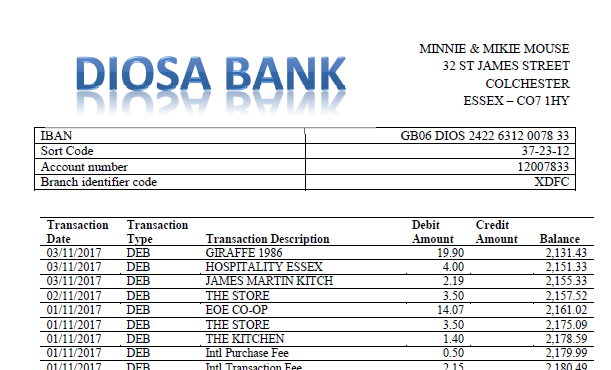 DIOSA BANK
MINNIE & MIKIE MOUSE
32 ST JAMES STREET
COLCHESTER
ESSEX – CO7 1HY
IBAN GB06 DIOS 2422 6312 0078 33
Sort Code 37-23-12
Account number 12007833
Branch identifier code XDFC
Transaction Date Transaction Type Transaction Description Debit Amount Credit Amount Balance
03/11/2017 DEB GIRAFFE 1986 19.90 2,131.43
03/11/2017 DEB HOSPITALITY ESSEX 4.00 2,151.33
03/11/2017 DEB JAMES MARTIN KITCH 2.19 2,155.33
02/11/2017 DEB THE STORE 3.50 2,157.52
01/11/2017 DEB EOE CO-OP 14.07 2,161.02
01/11/2017 DEB THE STORE 3.50 2,175.09
01/11/2017 DEB THE KITCHEN 1.40 2,178.59
01/11/2017 DEB Intl Purchase Fee 0.50 2,179.99
01/11/2017 DEB Intl Transaction Fee 2.15 2,180.49